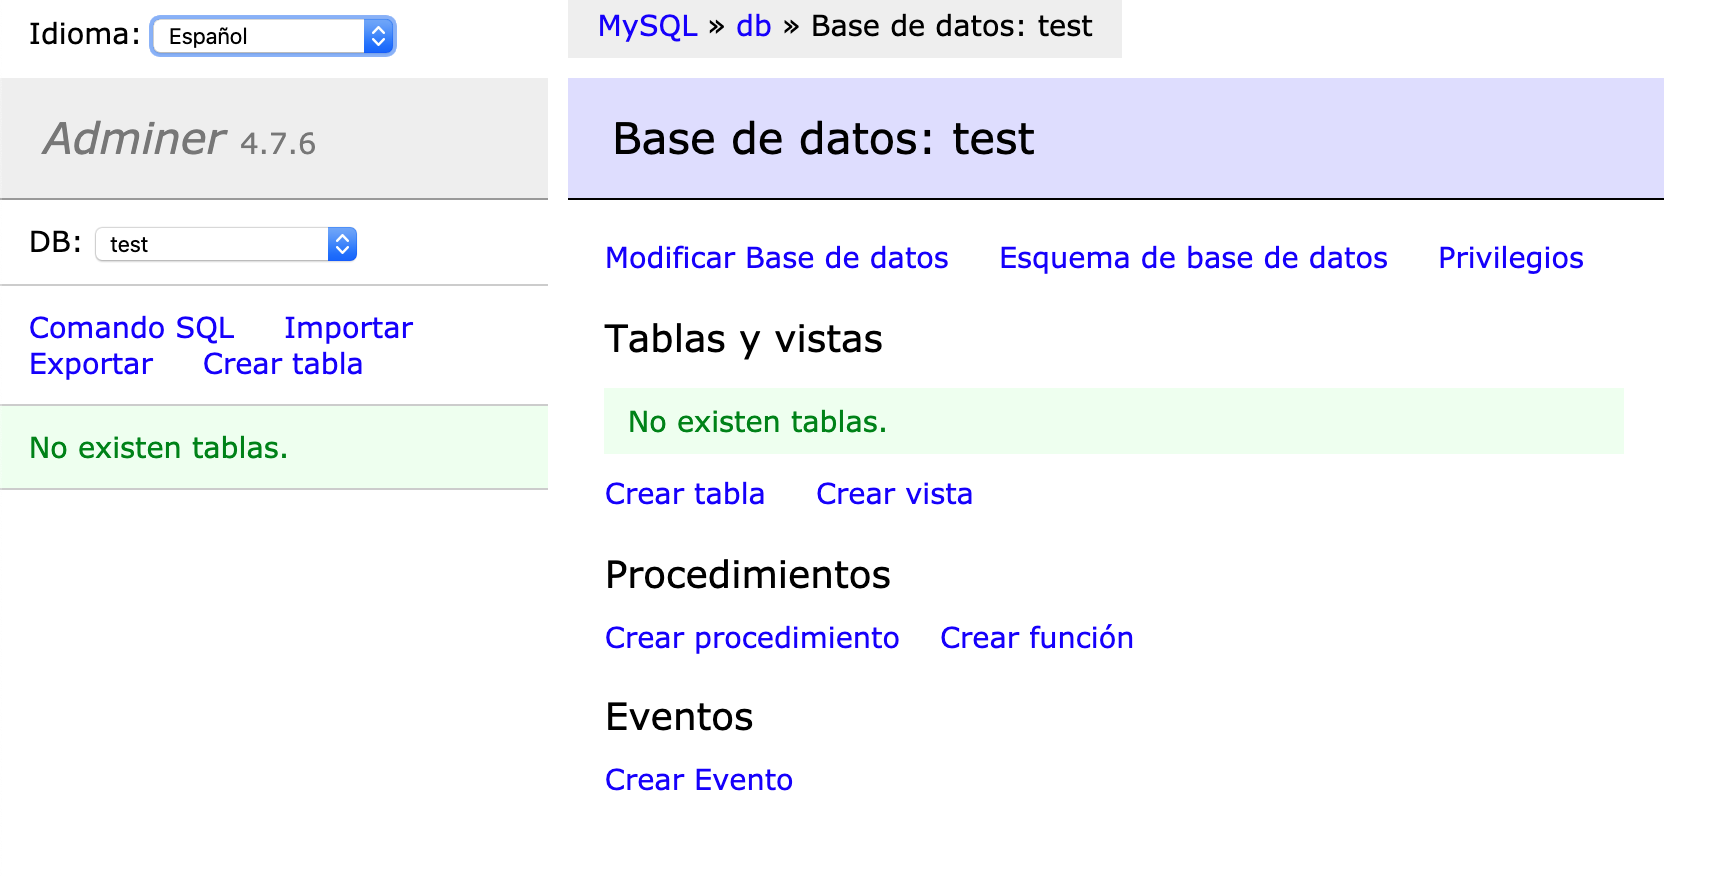 Idioma: Español
MySQL » db » Base de datos: test
Adminer 4.7.6
Base de datos: test
DB: test
Modificar Base de datos Esquema de base de datos Privilegios
Comando SQL Importar
Exportar Crear tabla
No existen tablas.
Tablas y vistas
No existen tablas.
Crear tabla Crear vista
Procedimientos
Crear procedimiento Crear función
Eventos
Crear Evento